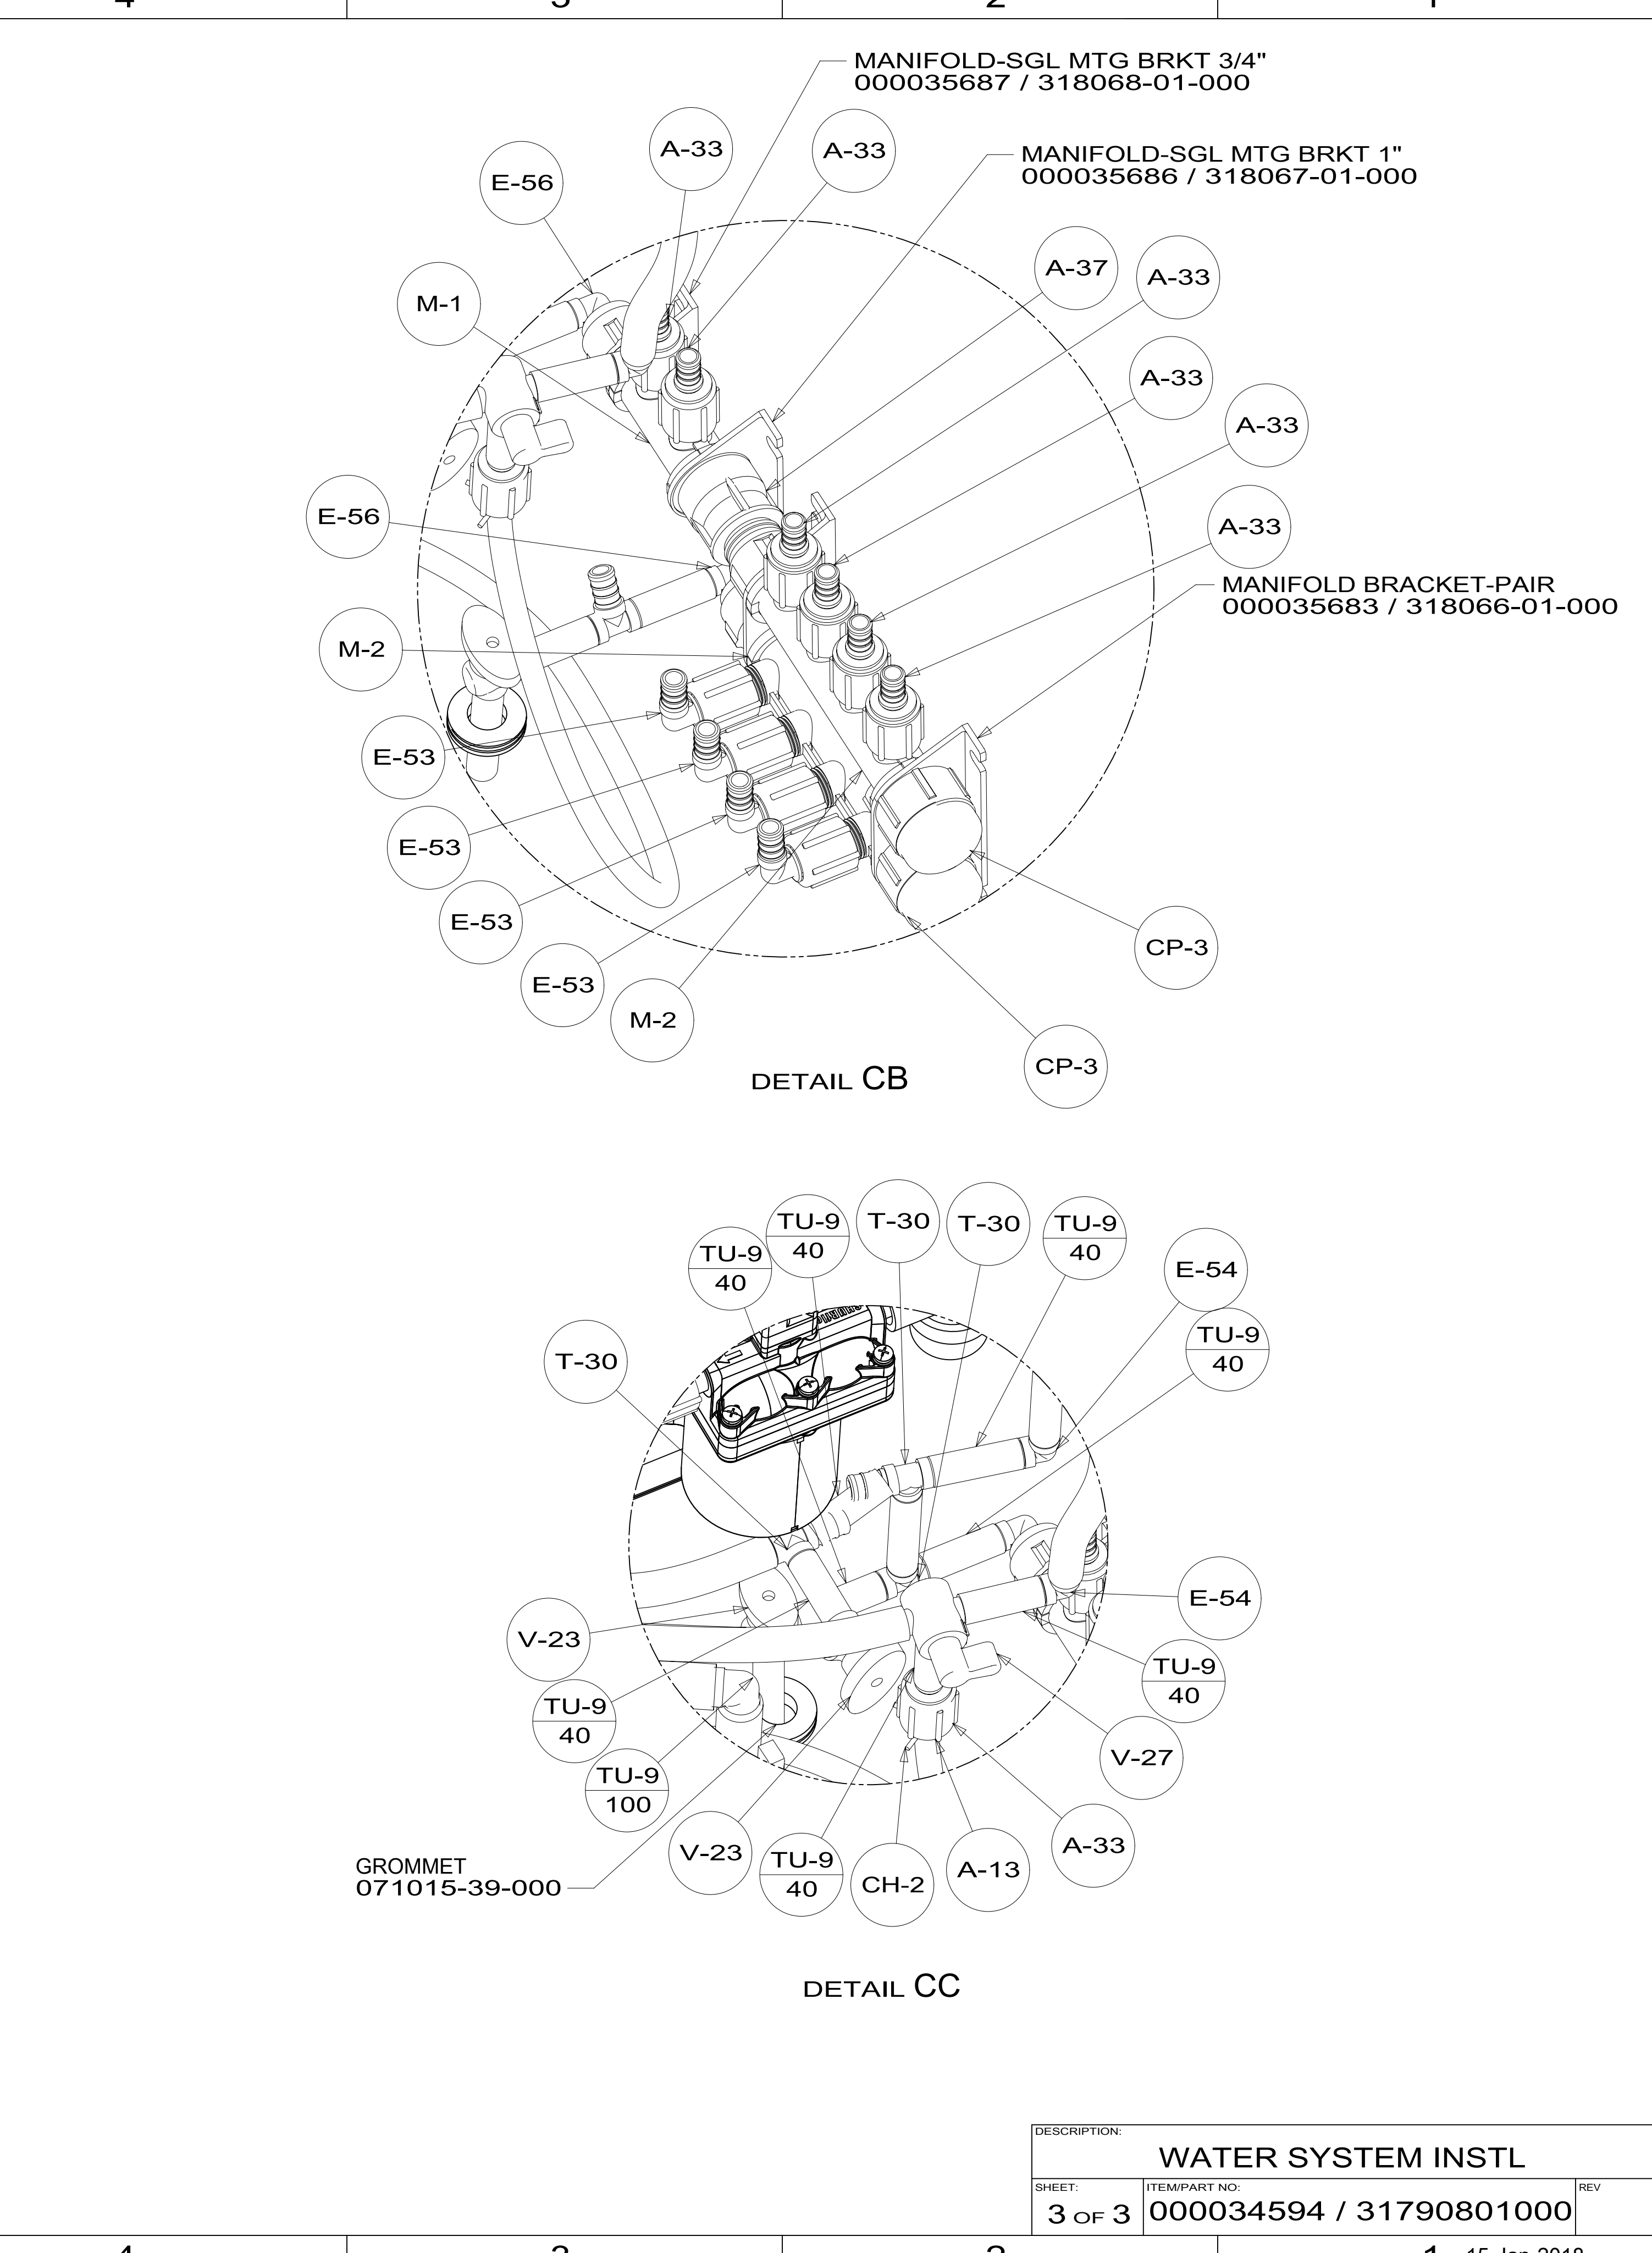 MANIFOLD-SGL MTG BRKT 3/4"
000035687 / 318068-01-000
A-33
A-33
MANIFOLD-SGL MTG BRKT 1"
000035686 / 318067-01-000
E-56
A-37
A-33
M-1
A-33
A-33
E-56
A-33
MANIFOLD BRACKET-PAIR
000035683 / 318066-01-000
M-2
E-53
E-53
E-53
CP-3
E-53
M-2
CP-3
DETAIL CB
TU-9
40
T-30
T-30
TU-9
40
TU-9
40
E-54
TU-9
40
T-30
E-54
V-23
TU-9
40
TU-9
40
V-27
TU-9
100
V-23
A-33
TU-9
40
CH-2
A-13
GROMMET
071015-39-000
DETAIL CC
DESCRIPTION:
WATER SYSTEM INSTL
SHEET:
3 OF 3
ITEM/PART NO:
000034594 / 31790801000
REV